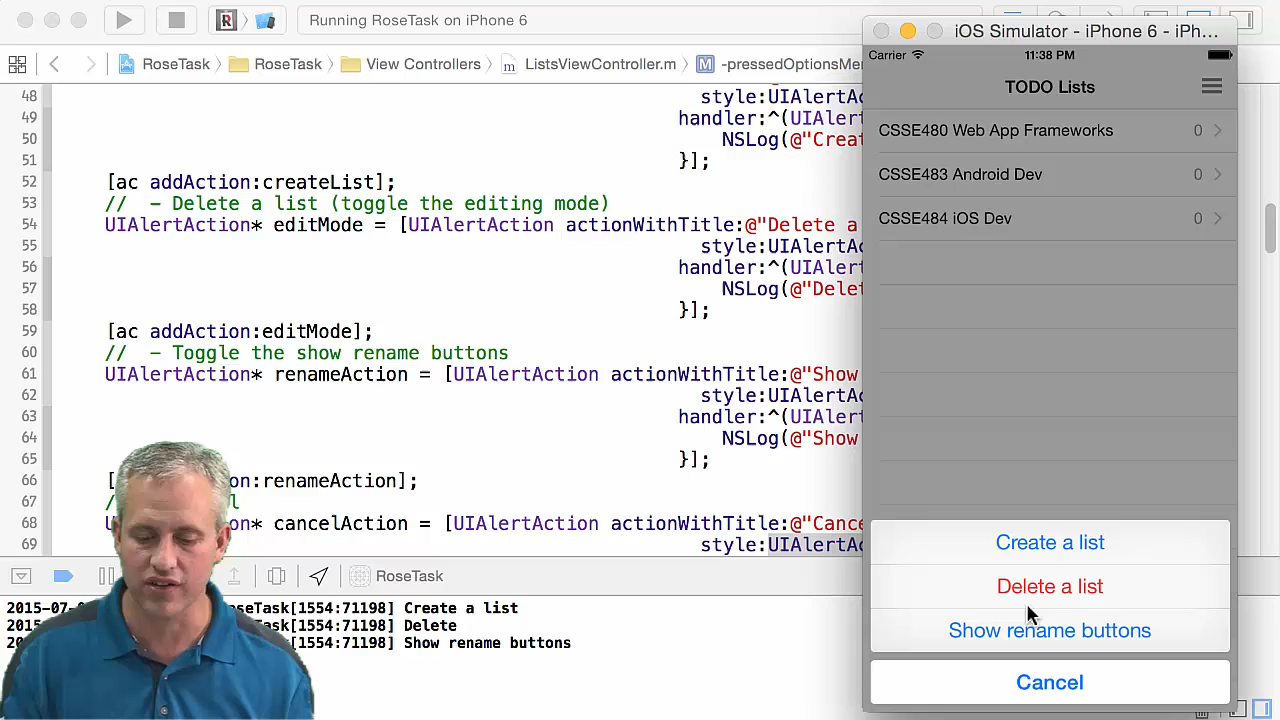 Running RoseTask on iPhone 6
RoseTask
RoseTask
View Controllers
m ListsViewController.m
M
48 style:UIAlertAc
49 handler:^(UIAlert
50 NSLog(@"Creat
51 }];
52 [ac addAction:createList];
53 // - Delete a list (toggle the editing mode)
54 UIAlertAction* editMode = [UIAlertAction actionWithTitle:@"Delete a
55 style:UIAlertAc
56 handler:^(UIAlert
57 NSLog(@"Delet
58 }];
59 [ac addAction:editMode];
60 // - Toggle the show rename buttons
61 UIAlertAction* renameAction = [UIAlertAction actionWithTitle:@"Show
62 style:UIAlertAc
63 handler:^(UIAlert
64 NSLog(@"Show
65 }];
66 [ on:renameAction];
67 /
68 U on* cancelAction = [UIAlertAction actionWithTitle:@"Cance
69 style:UIAlertAc
RoseTask
2015-07-0 RoseTask[1554:71198] Create a list
2015- RoseTask[1554:71198] Delete
2015- RoseTask[1554:71198] Show rename buttons
iOS Simulator - iPhone 6 - iPh...
Carrier 11:38 PM
TODO Lists
CSSE480 Web App Frameworks 0
CSSE483 Android Dev 0
CSSE484 iOS Dev 0
Create a list
Delete a list
Show rename buttons
Cancel